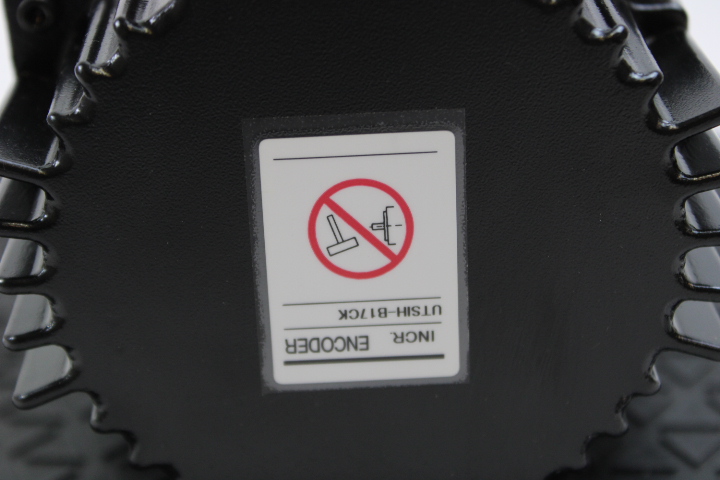 INCR. ENCODER
UTSIH-B17CK